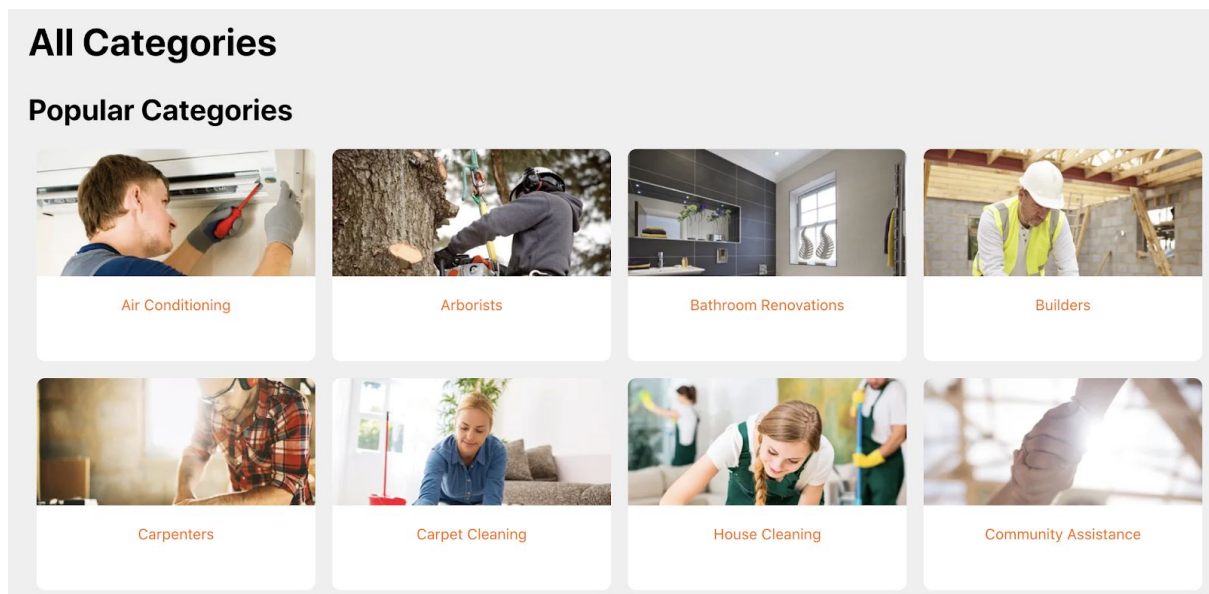 All Categories
Popular Categories
Air Conditioning
Arborists
Bathroom Renovations
Builders
Carpenters
Carpet Cleaning
House Cleaning
Community Assistance